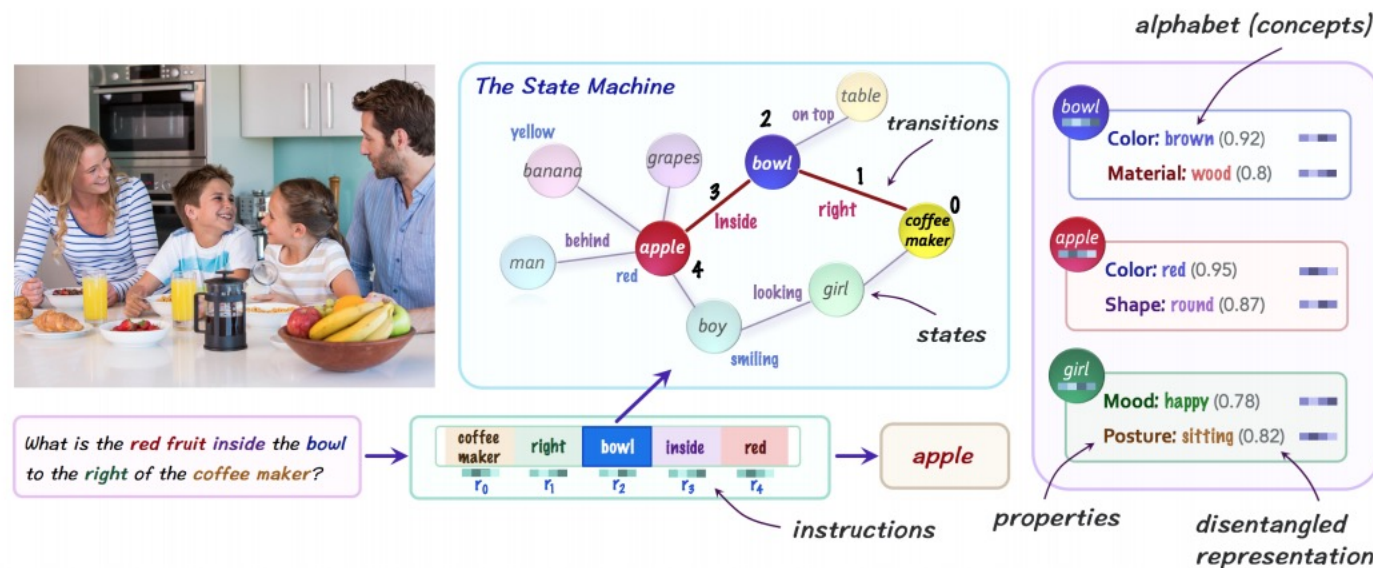 alphabet (concepts)
The State Machine
table
on top
2
transitions
yellow
banana
grapes
bowl
3
1
Inside
right
0
coffee
maker
behind
apple
man
red
4
looking
girl
boy
states
smiling
bowl
Color: brown (0.92)
Material: wood (0.8)
apple
Color: red (0.95)
Shape: round (0.87)
girl
Mood: happy (0.78)
Posture: sitting (0.82)
What is the red fruit inside the bowl
to the right of the coffee maker?
coffee
maker
right
bowl
inside
red
r0
r1
r2
r3
r4
apple
instructions
properties
disentangled
representation